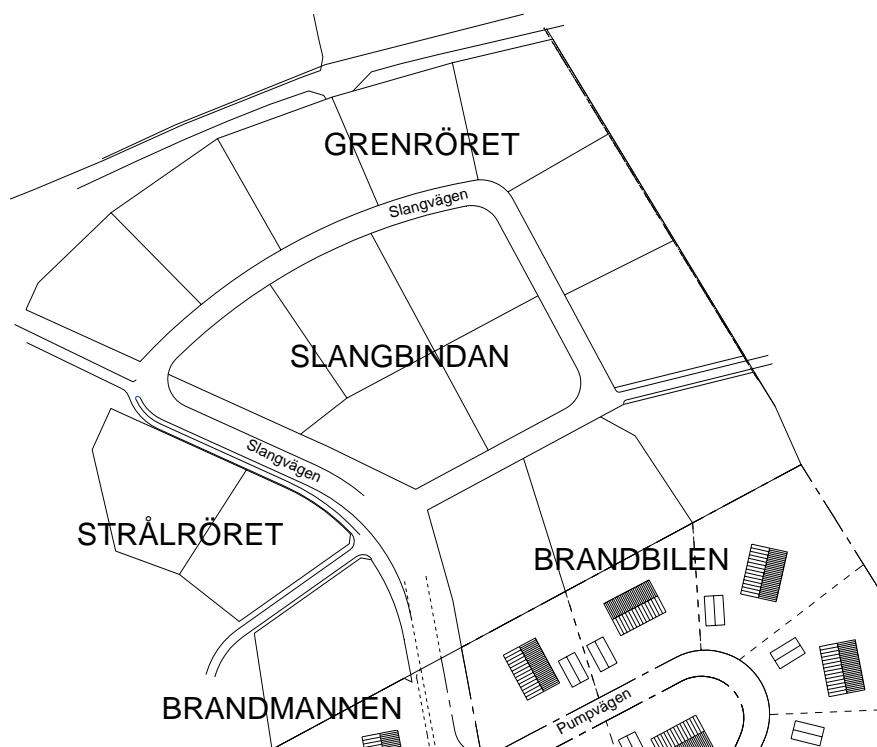 GRENRÖRET
Slangvägen
SLANGBINDAN
Slangvägen
STRÅLRÖRET
BRANDBILEN
BRANDMANNEN
Pumpvägen